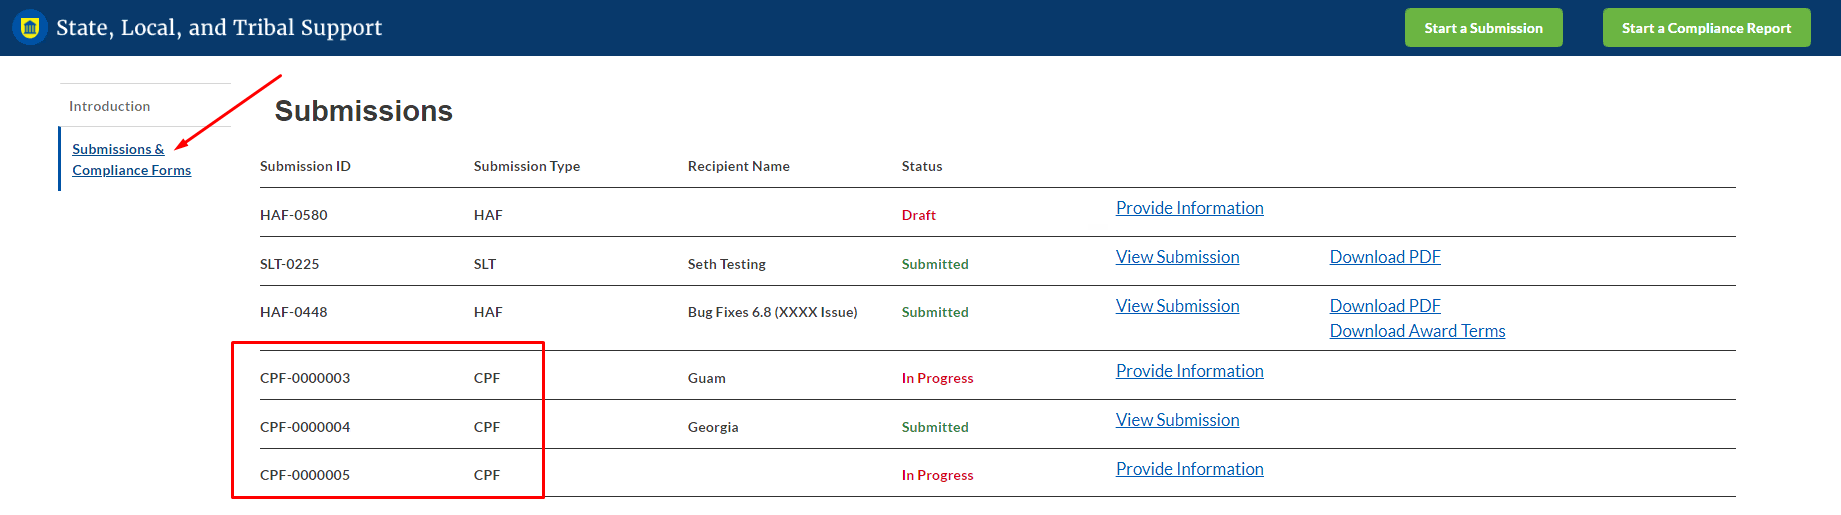 State, Local, and Tribal Support
Start a Submission
Start a Compliance Report
Introduction
Submissions &
Compliance Forms
Submissions
Submission ID Submission Type Recipient Name Status
HAF-0580 HAF Draft Provide Information
SLT-0225 SLT Seth Testing Submitted View Submission Download PDF
HAF-0448 HAF Bug Fixes 6.8 (XXXX Issue) Submitted View Submission Download PDF
Download Award Terms
CPF-0000003 CPF Guam In Progress Provide Information
CPF-0000004 CPF Georgia Submitted View Submission
CPF-0000005 CPF In Progress Provide Information